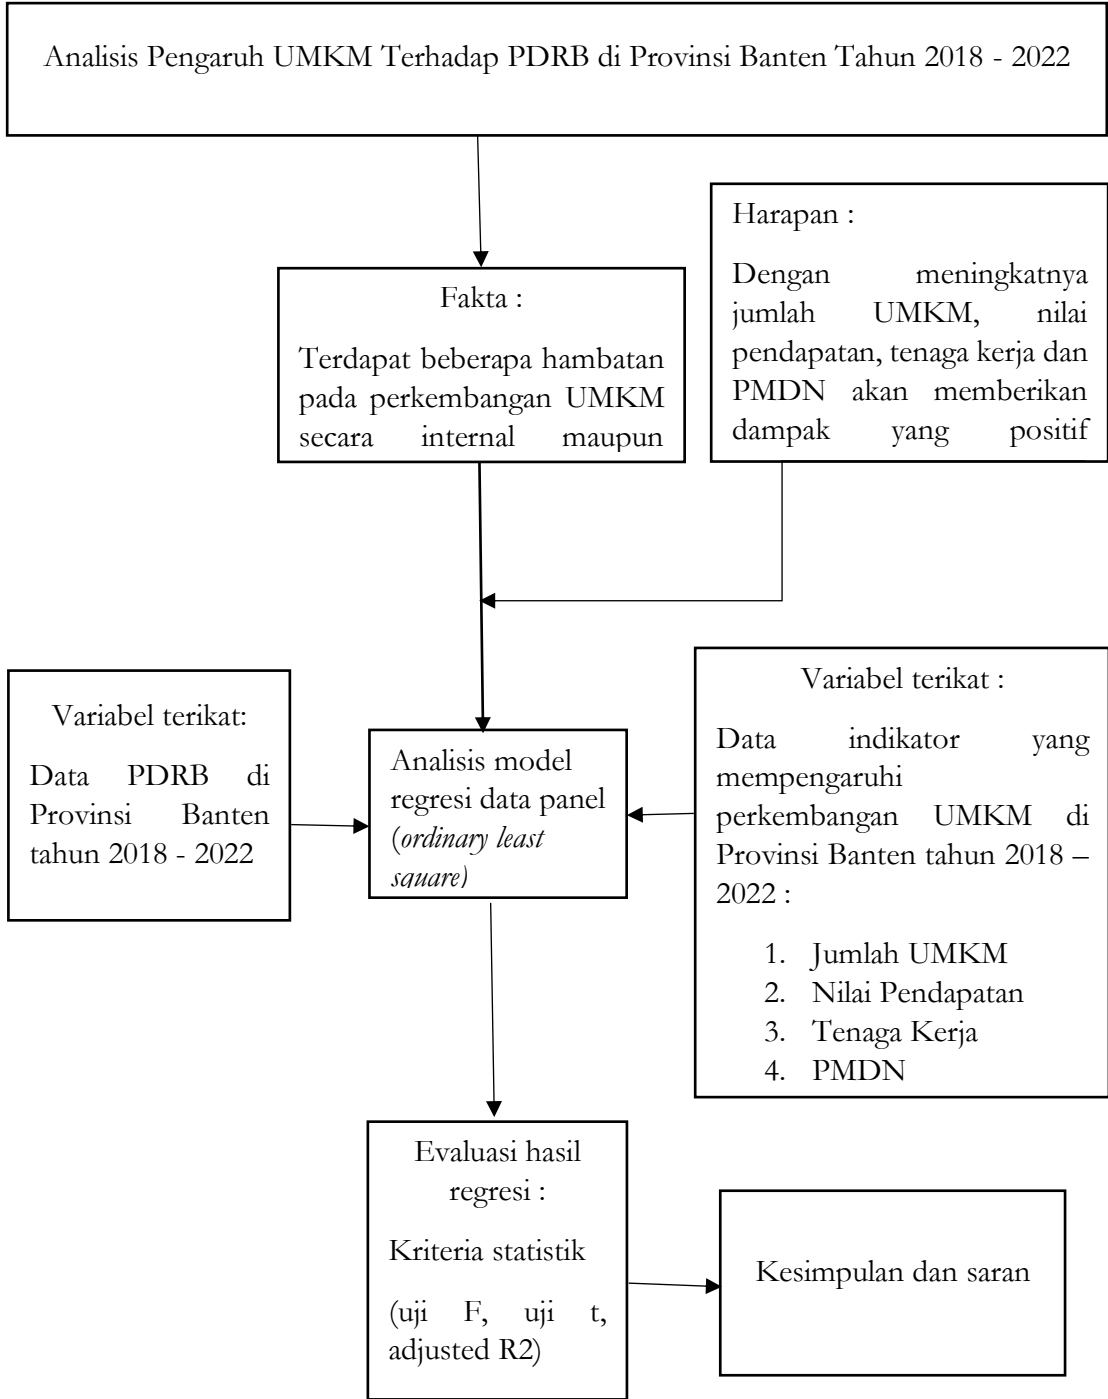 Analisis Pengaruh UMKM Terhadap PDRB di Provinsi Banten Tahun 2018 - 2022
Fakta :
Terdapat beberapa hambatan
pada perkembangan UMKM
secara internal maupun
Harapan :
Dengan meningkatnya
jumlah UMKM, nilai
pendapatan, tenaga kerja dan
PMDN akan memberikan
dampak yang positif
Variabel terikat:
Data PDRB di
Provinsi Banten
tahun 2018 - 2022
Analisis model
regresi data panel
(ordinary least
square)
Variabel terikat :
Data indikator yang
mempengaruhi
perkembangan UMKM di
Provinsi Banten tahun 2018 –
2022 :
1. Jumlah UMKM
2. Nilai Pendapatan
3. Tenaga Kerja
4. PMDN
Evaluasi hasil
regresi :
Kriteria statistik
(uji F, uji t,
adjusted R2)
Kesimpulan dan saran